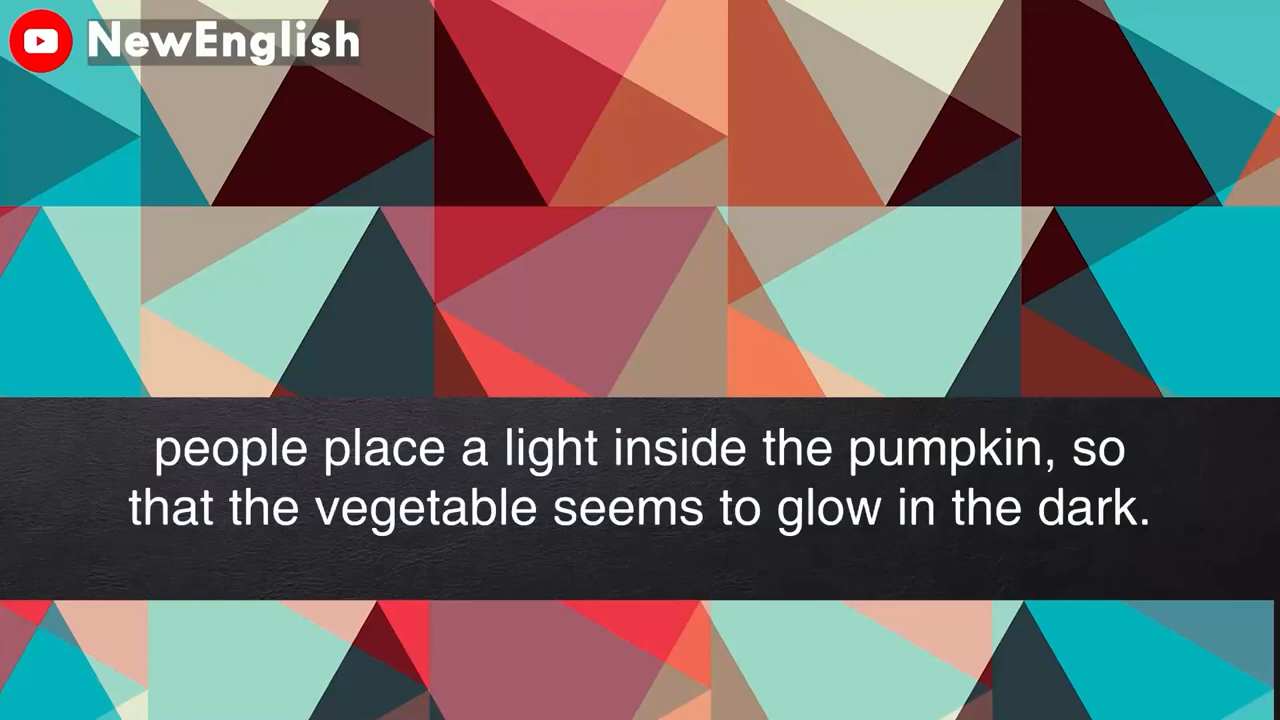 NewEnglish
people place a light inside the pumpkin, so
that the vegetable seems to glow in the dark.